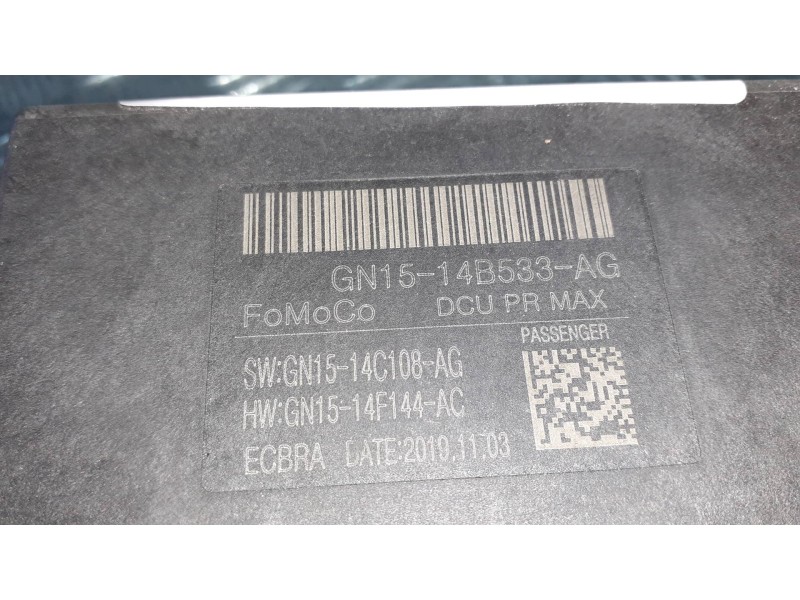 GN15-14B533-AG
FoMoCo DCU PR MAX
PASSENGER
SW:GN15-14C108-AG
HW:GN15-14F144-AC
ECBRA DATE:2019.11.03